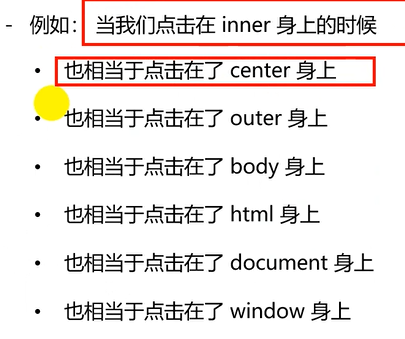 - 例如：当我们点击在 inner 身上的时候
• 也相当于点击在了 center 身上
• 也相当于点击在了 outer 身上
• 也相当于点击在了 body 身上
• 也相当于点击在了 html 身上
• 也相当于点击在了 document 身上
• 也相当于点击在了 window 身上